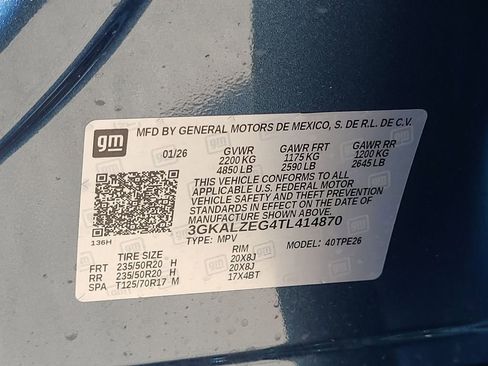 gm MFD BY GENERAL MOTORS DE MEXICO, S. DE R.L. DE C.V.
01/26 GVWR GAWR FRT GAWR RR
2200 KG 1175 KG 1200 KG
4850 LB 2590 LB 2645 LB
THIS VEHICLE CONFORMS TO ALL
APPLICABLE U.S. FEDERAL MOTOR
VEHICLE SAFETY AND THEFT PREVENTION
STANDARDS IN EFFECT ON THE DATE OF
MANUFACTURE SHOWN ABOVE.
3GKALZEG4TL414870
136H TYPE: MPV MODEL: 40TPE26
TIRE SIZE RIM
FRT 235/50R20 H 20X8J
RR 235/50R20 H 20X8J
SPA T125/70R17 M 17X4BT